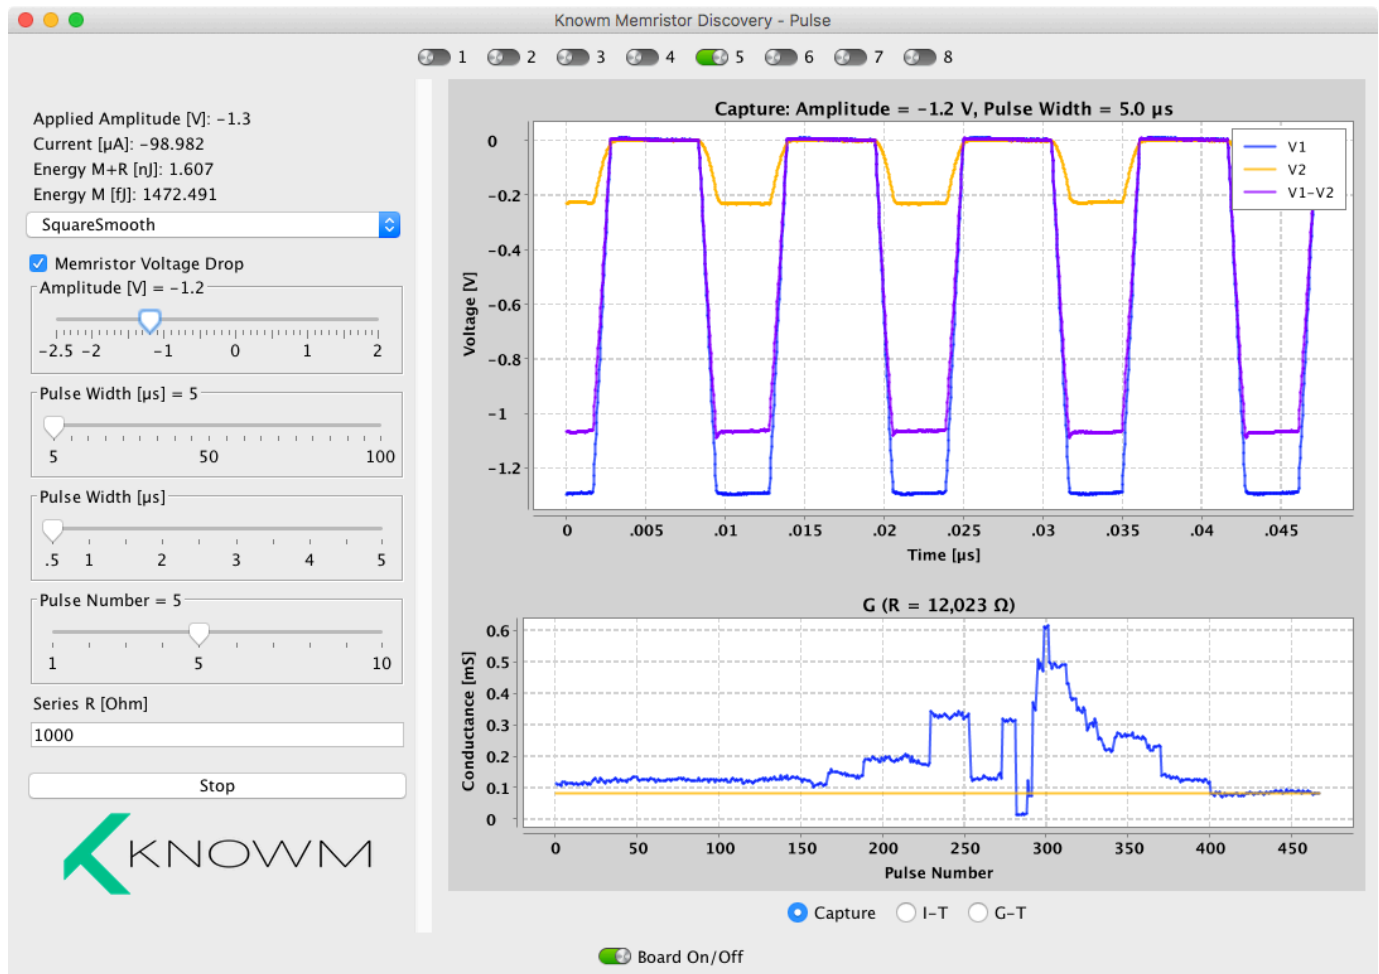 Knowm Memristor Discovery - Pulse
1 2 3 4 5 6 7 8
Applied Amplitude [V]: -1.3
Current [µA]: -98.982
Energy M+R [nJ]: 1.607
Energy M [fJ]: 1472.491
SquareSmooth
Memristor Voltage Drop
Amplitude [V] = -1.2
-2.5 -2 -1 0 1 2
Pulse Width [µs] = 5
5 50 100
Pulse Width [µs]
.5 1 2 3 4 5
Pulse Number = 5
1 5 10
Series R [Ohm]
1000
Stop
KNOWM
Capture: Amplitude = -1.2 V, Pulse Width = 5.0 µs
V1
V2
V1-V2
Voltage [V]
0
-0.2
-0.4
-0.6
-0.8
-1
-1.2
0 .005 .01 .015 .02 .025 .03 .035 .04 .045
Time [µs]
G (R = 12,023 Ω)
Conductance [mS]
0.6
0.5
0.4
0.3
0.2
0.1
0
0 50 100 150 200 250 300 350 400 450
Pulse Number
Capture I-T G-T
Board On/Off